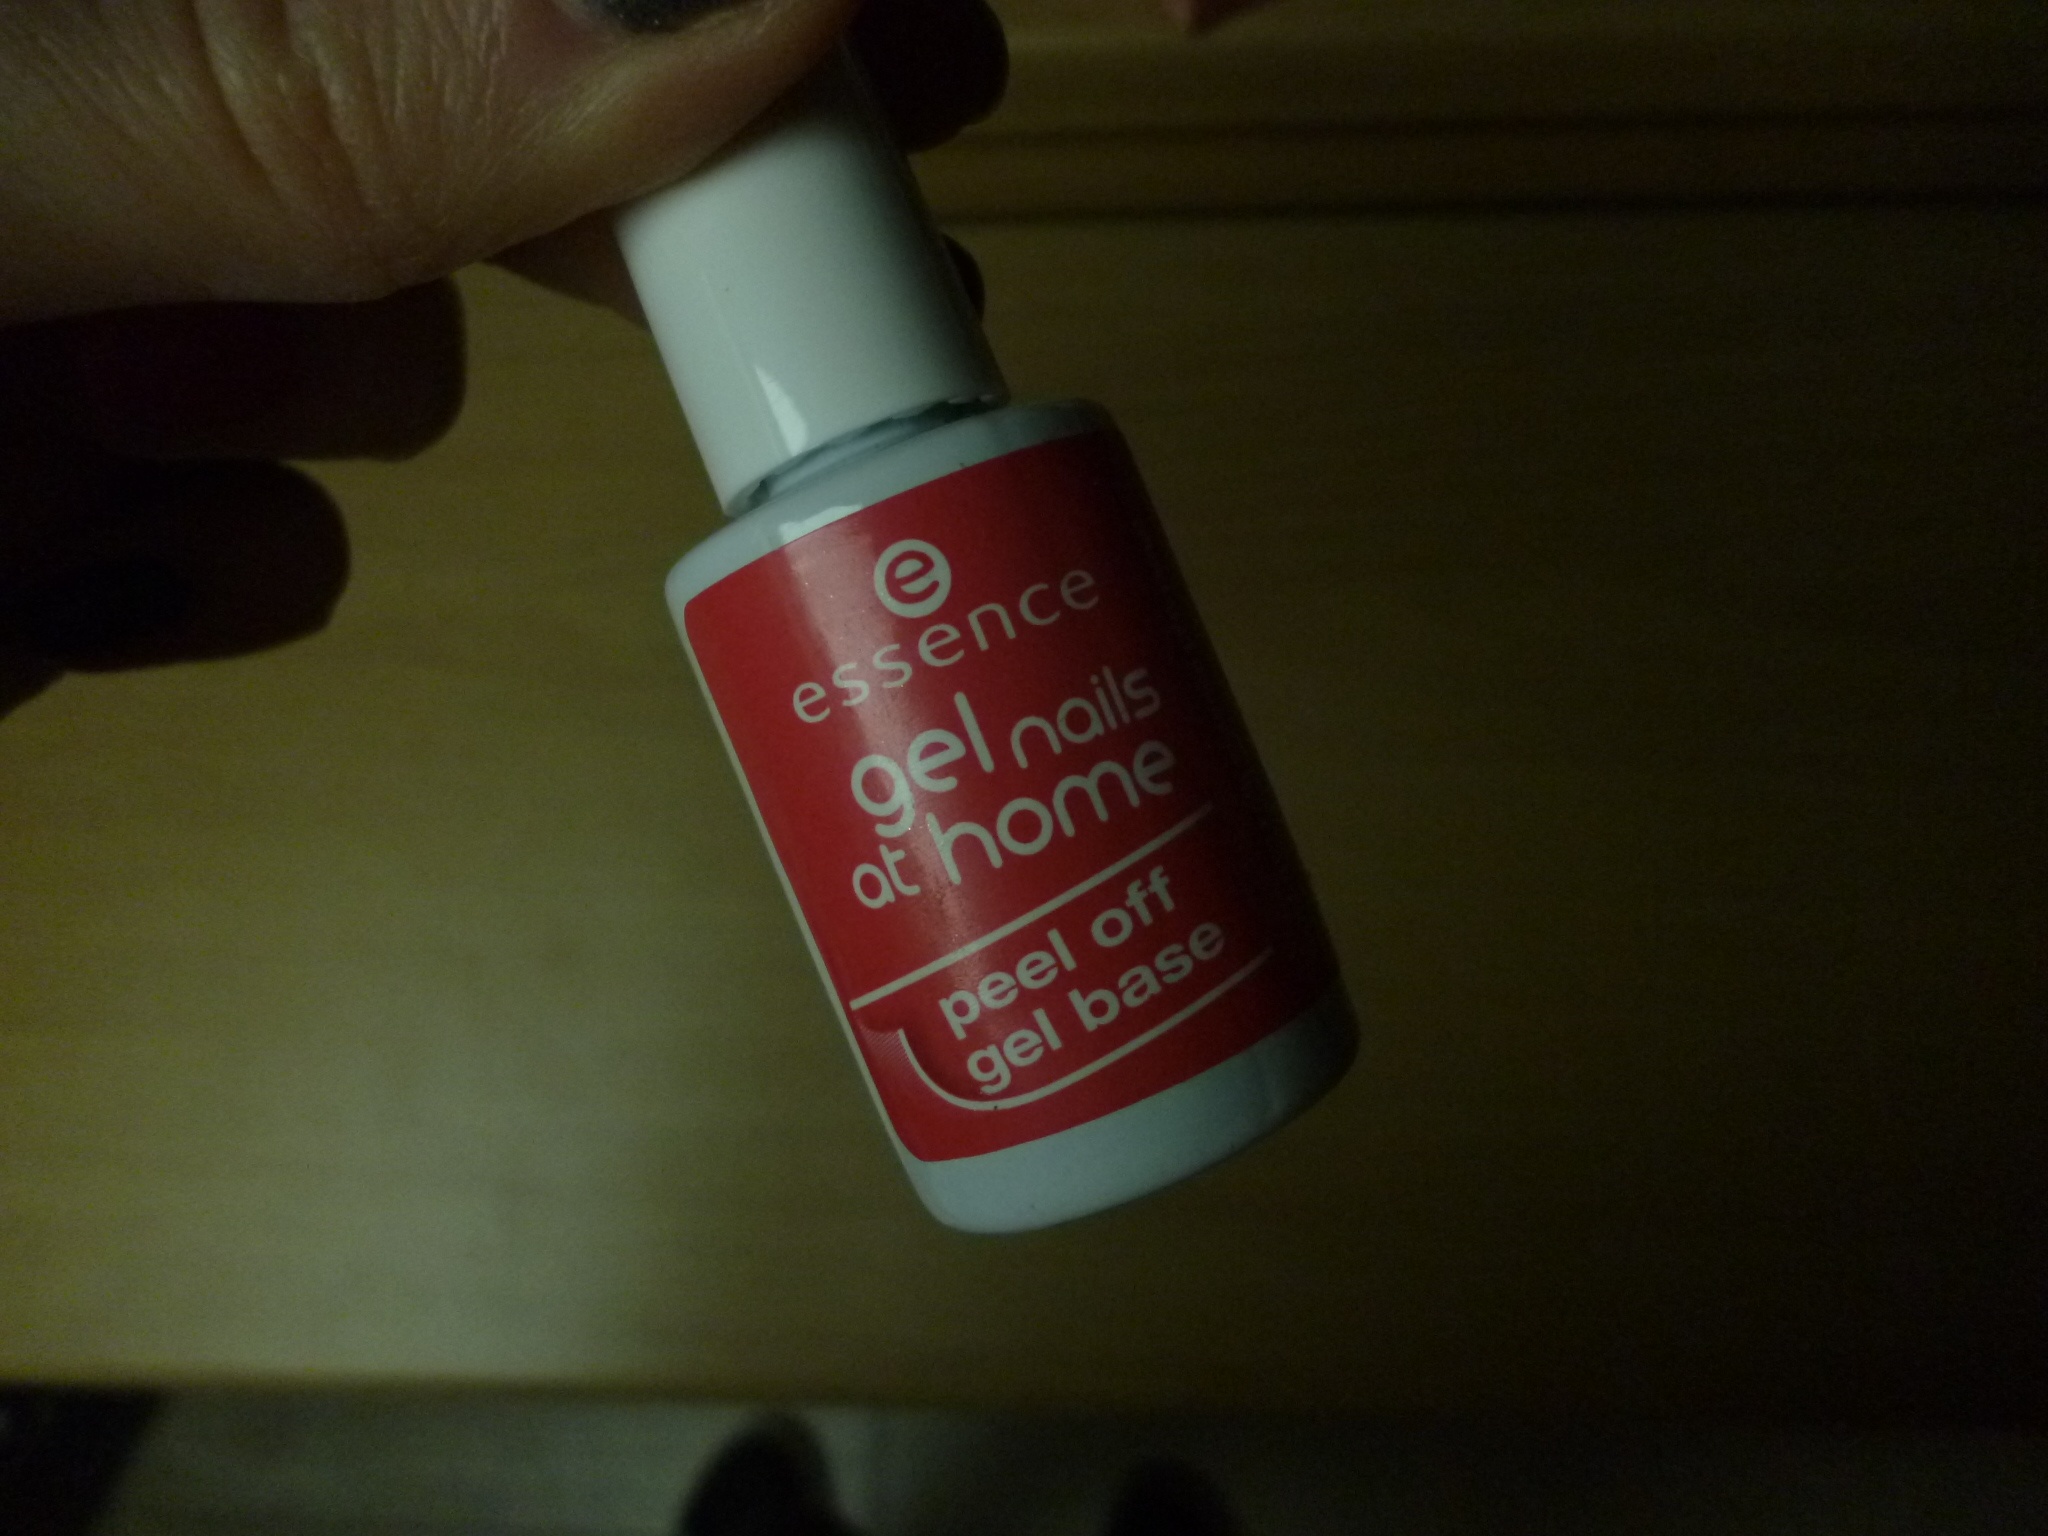 e
essence
gel nails
at home
peel off
gel base